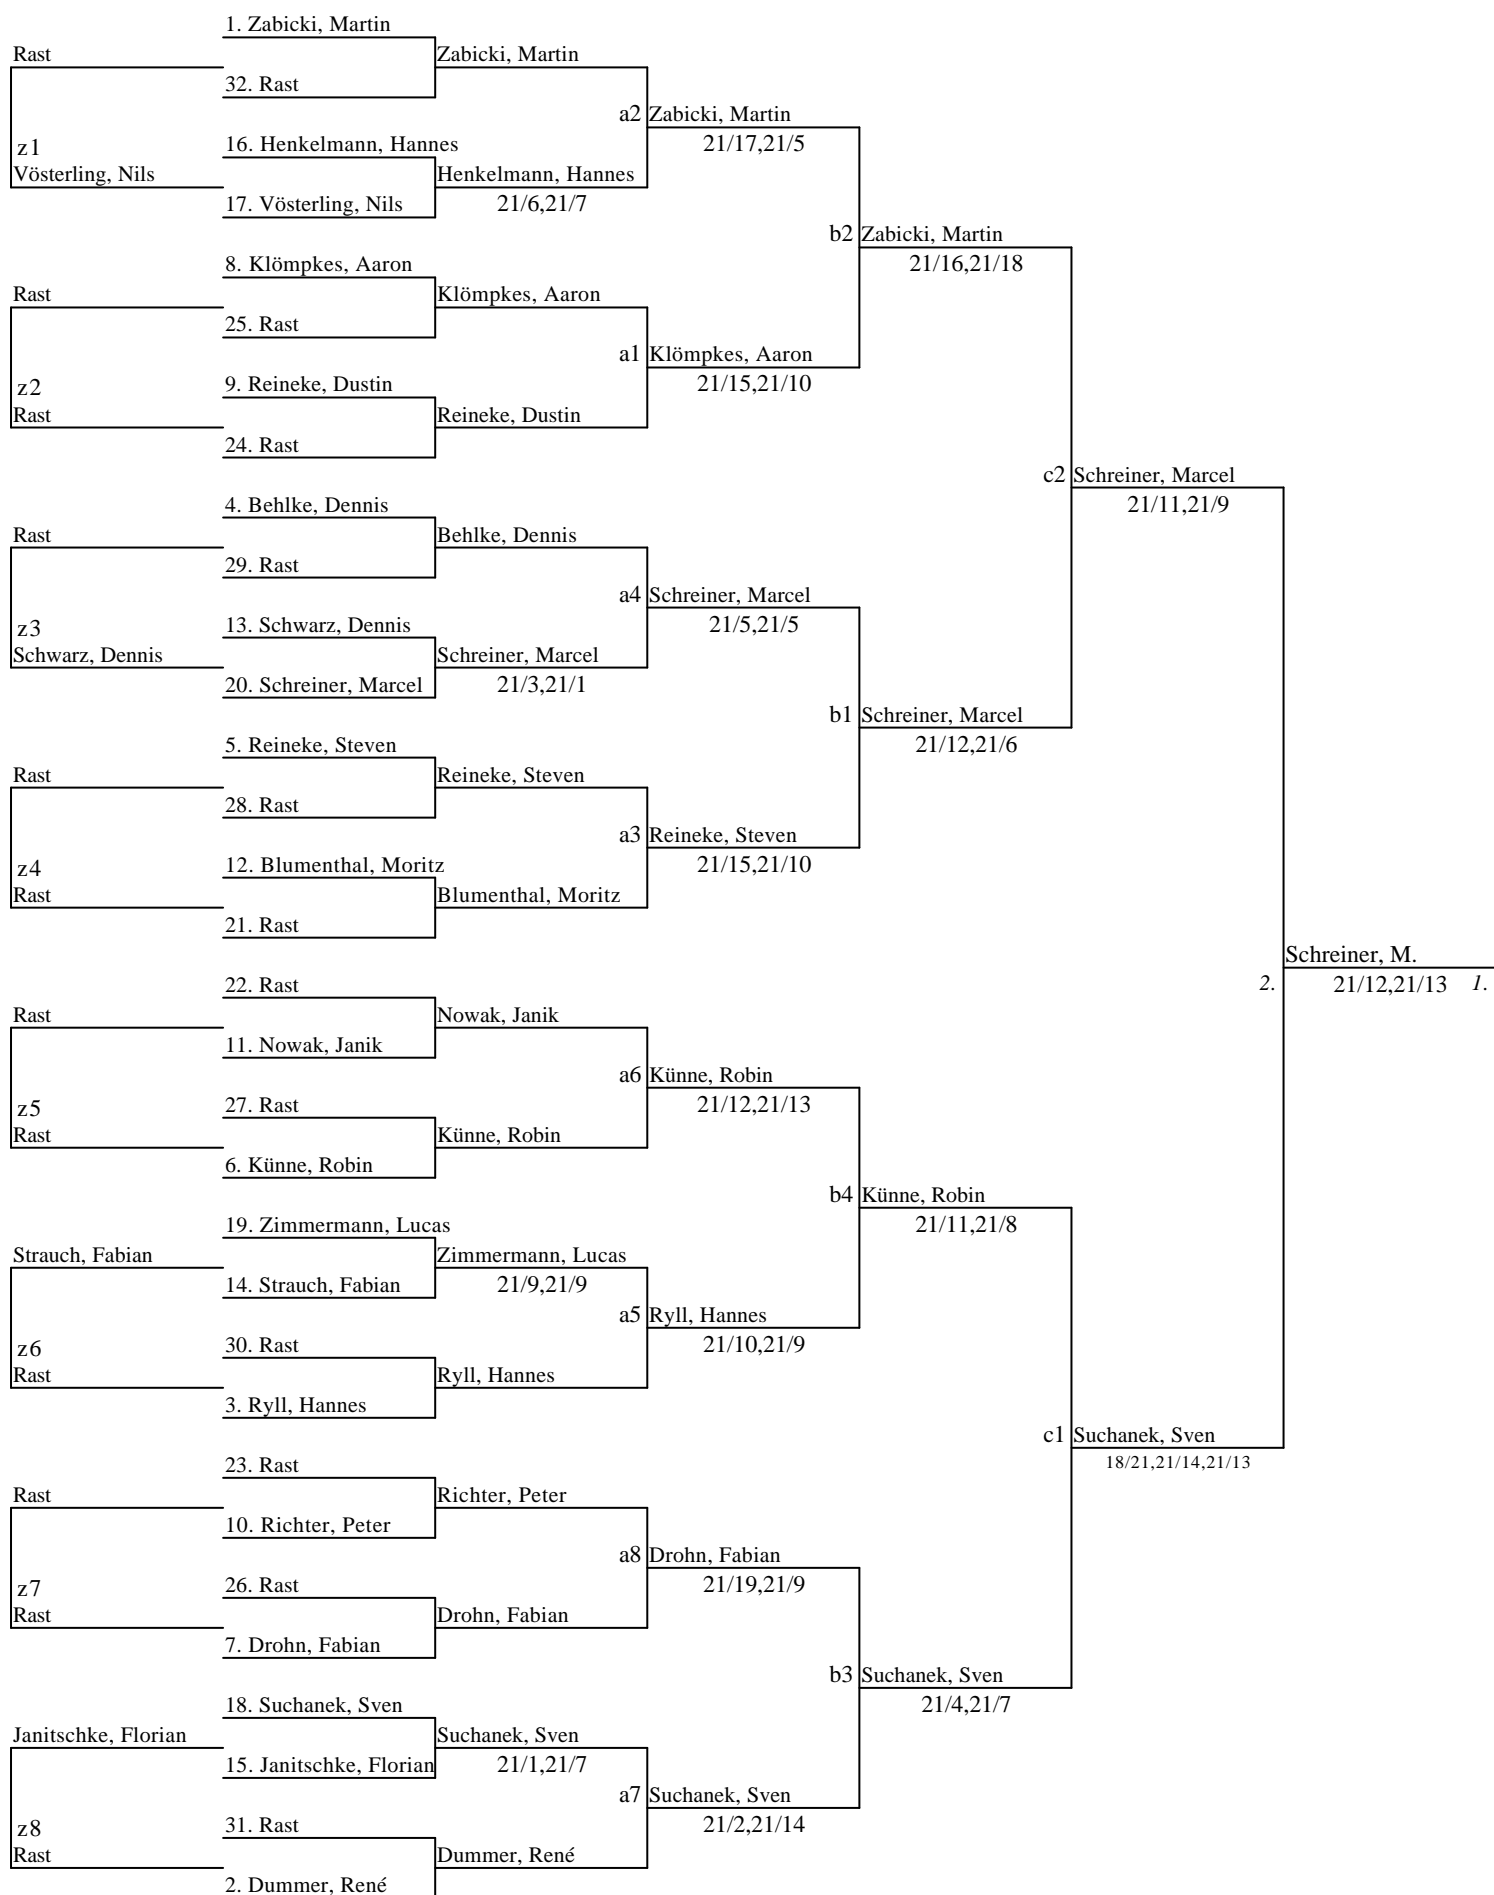 1. Zabicki, Martin
Rast
Zabicki, Martin
32. Rast
a2 Zabicki, Martin
21/17,21/5
z1
16. Henkelmann, Hannes
Vösterling, Nils
Henkelmann, Hannes
17. Vösterling, Nils
21/6,21/7
b2 Zabicki, Martin
21/16,21/18
8. Klömpkes, Aaron
Rast
Klömpkes, Aaron
25. Rast
a1 Klömpkes, Aaron
21/15,21/10
z2
9. Reineke, Dustin
Rast
Reineke, Dustin
24. Rast
c2 Schreiner, Marcel
21/11,21/9
4. Behlke, Dennis
Rast
Behlke, Dennis
29. Rast
a4 Schreiner, Marcel
21/5,21/5
z3
13. Schwarz, Dennis
Schwarz, Dennis
Schreiner, Marcel
20. Schreiner, Marcel
21/3,21/1
b1 Schreiner, Marcel
21/12,21/6
5. Reineke, Steven
Rast
Reineke, Steven
28. Rast
a3 Reineke, Steven
21/15,21/10
z4
12. Blumenthal, Moritz
Rast
Blumenthal, Moritz
21. Rast
Schreiner, M.
2.
21/12,21/13
1.
22. Rast
Rast
Nowak, Janik
11. Nowak, Janik
a6 Künne, Robin
21/12,21/13
z5
27. Rast
Rast
Künne, Robin
6. Künne, Robin
b4 Künne, Robin
21/11,21/8
19. Zimmermann, Lucas
Strauch, Fabian
Zimmermann, Lucas
14. Strauch, Fabian
21/9,21/9
a5 Ryll, Hannes
21/10,21/9
z6
30. Rast
Rast
Ryll, Hannes
3. Ryll, Hannes
c1 Suchanek, Sven
18/21,21/14,21/13
23. Rast
Rast
Richter, Peter
10. Richter, Peter
a8 Drohn, Fabian
21/19,21/9
z7
26. Rast
Rast
Drohn, Fabian
7. Drohn, Fabian
b3 Suchanek, Sven
21/4,21/7
18. Suchanek, Sven
Janitschke, Florian
Suchanek, Sven
15. Janitschke, Florian
21/1,21/7
a7 Suchanek, Sven
21/2,21/14
z8
31. Rast
Rast
Dummer, René
2. Dummer, René